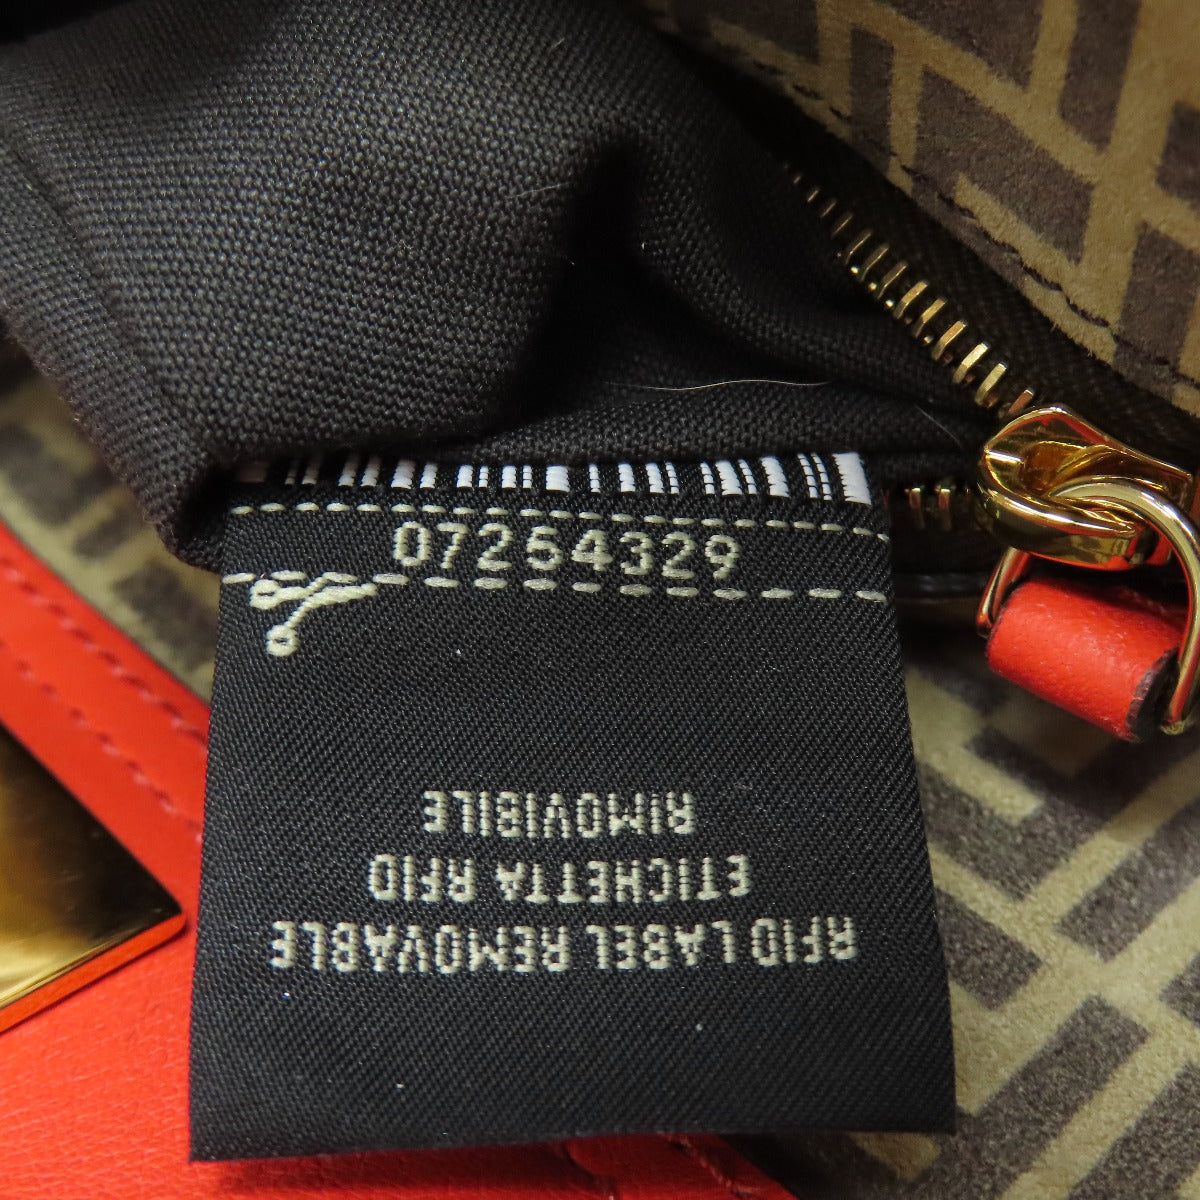 07254329
RFID LABEL REMOVABLE
ETICHETTA RFID
RIMOVIBILE